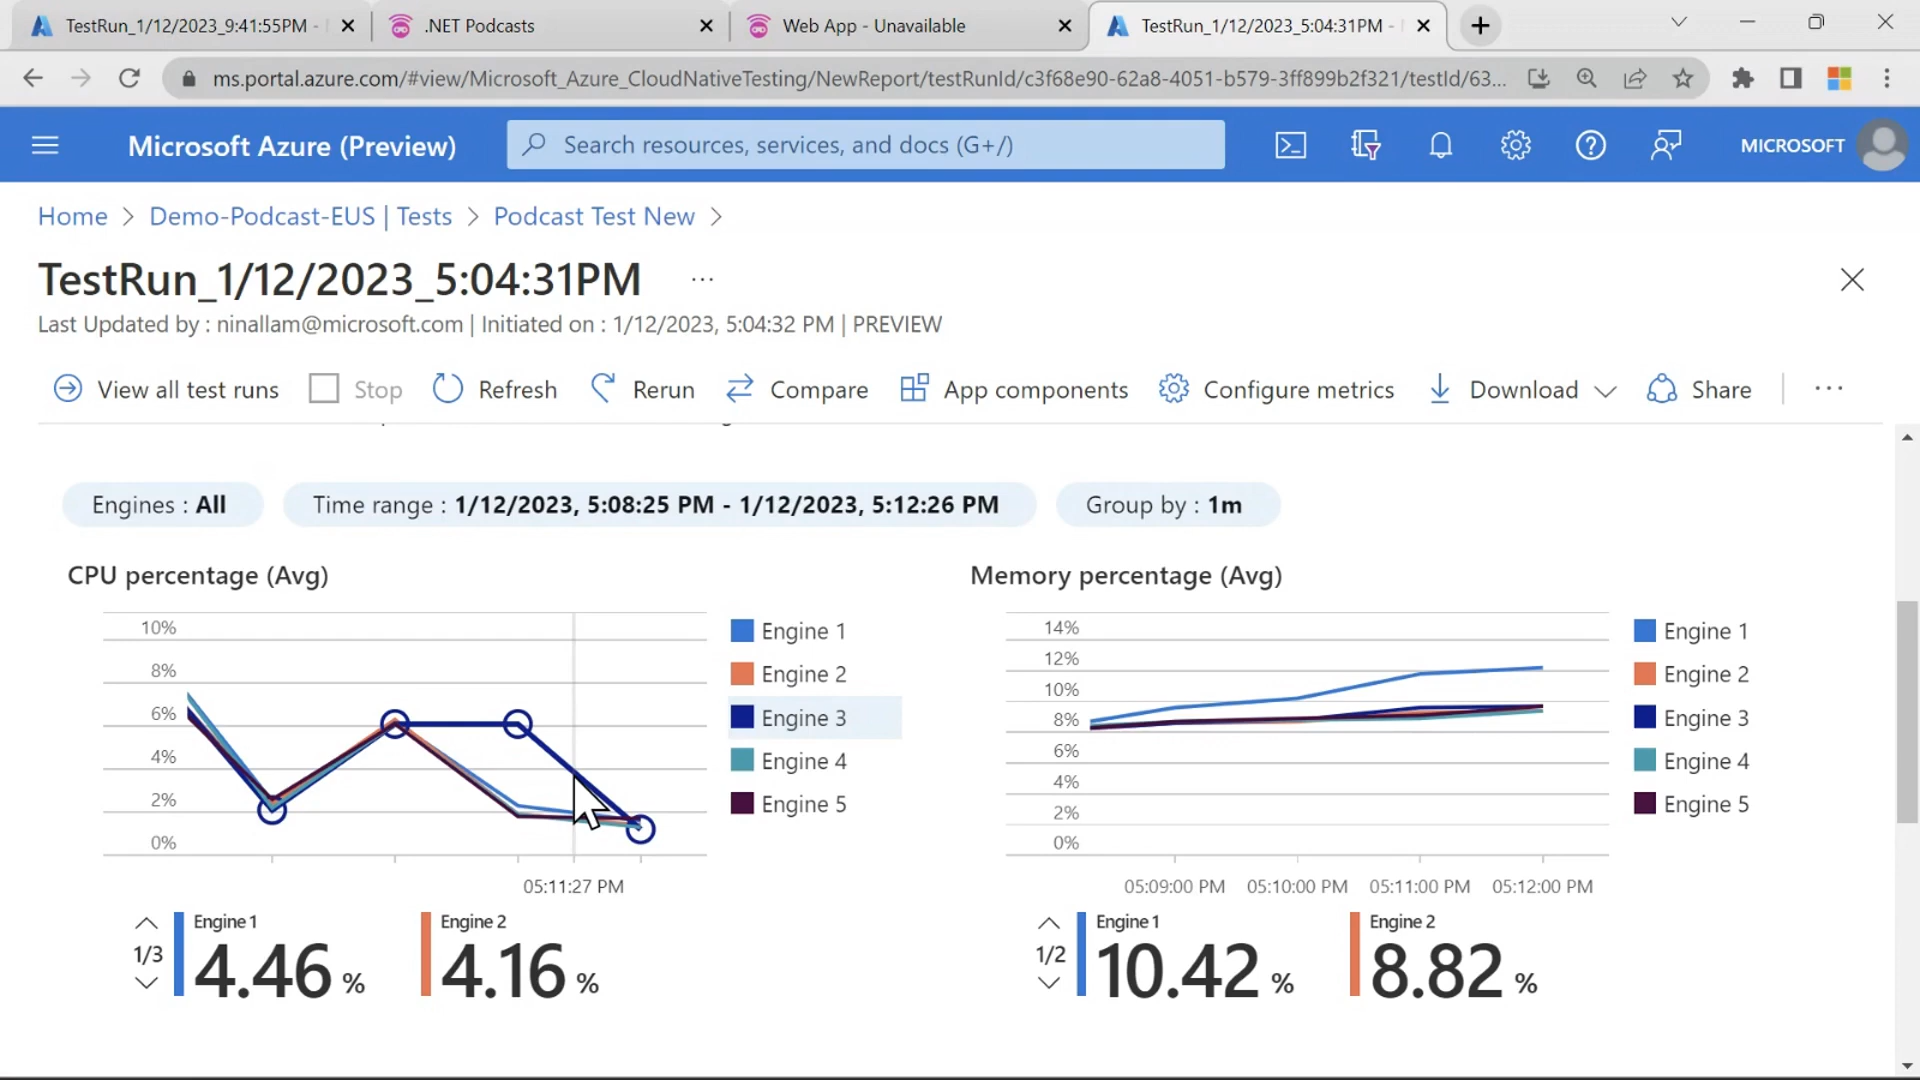 TestRun_1/12/2023_9:41:55PM -
.NET Podcasts
Web App - Unavailable
TestRun_1/12/2023_5:04:31PM -
ms.portal.azure.com/#view/Microsoft_Azure_CloudNativeTesting/NewReport/testRunId/c3f68e90-62a8-4051-b579-3ff899b2f321/testId/63...
Microsoft Azure (Preview)
Search resources, services, and docs (G+/)
MICROSOFT
Home > Demo-Podcast-EUS | Tests > Podcast Test New >
TestRun_1/12/2023_5:04:31PM ...
Last Updated by : ninallam@microsoft.com | Initiated on : 1/12/2023, 5:04:32 PM | PREVIEW
View all test runs
Stop
Refresh
Rerun
Compare
App components
Configure metrics
Download
Share
...
Engines : All
Time range : 1/12/2023, 5:08:25 PM - 1/12/2023, 5:12:26 PM
Group by : 1m
CPU percentage (Avg)
10%
8%
6%
4%
2%
0%
05:11:27 PM
Engine 1
Engine 2
Engine 3
Engine 4
Engine 5
1/3
Engine 1
4.46 %
Engine 2
4.16 %
Memory percentage (Avg)
14%
12%
10%
8%
6%
4%
2%
0%
05:09:00 PM
05:10:00 PM
05:11:00 PM
05:12:00 PM
Engine 1
Engine 2
Engine 3
Engine 4
Engine 5
1/2
Engine 1
10.42 %
Engine 2
8.82 %